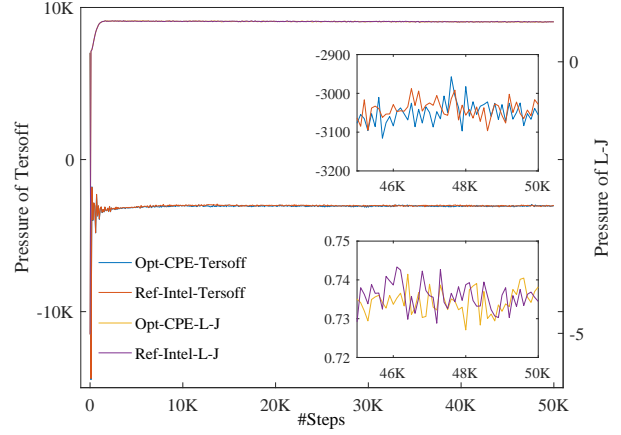 10K
0
-10K
Pressure of Tersoff
0
-5
Pressure of L-J
-2900
-3000
-3100
-3200
46K 48K 50K
0.75
0.74
0.73
0.72
46K 48K 50K
Opt-CPE-Tersoff
Ref-Intel-Tersoff
Opt-CPE-L-J
Ref-Intel-L-J
0 10K 20K 30K 40K 50K
#Steps